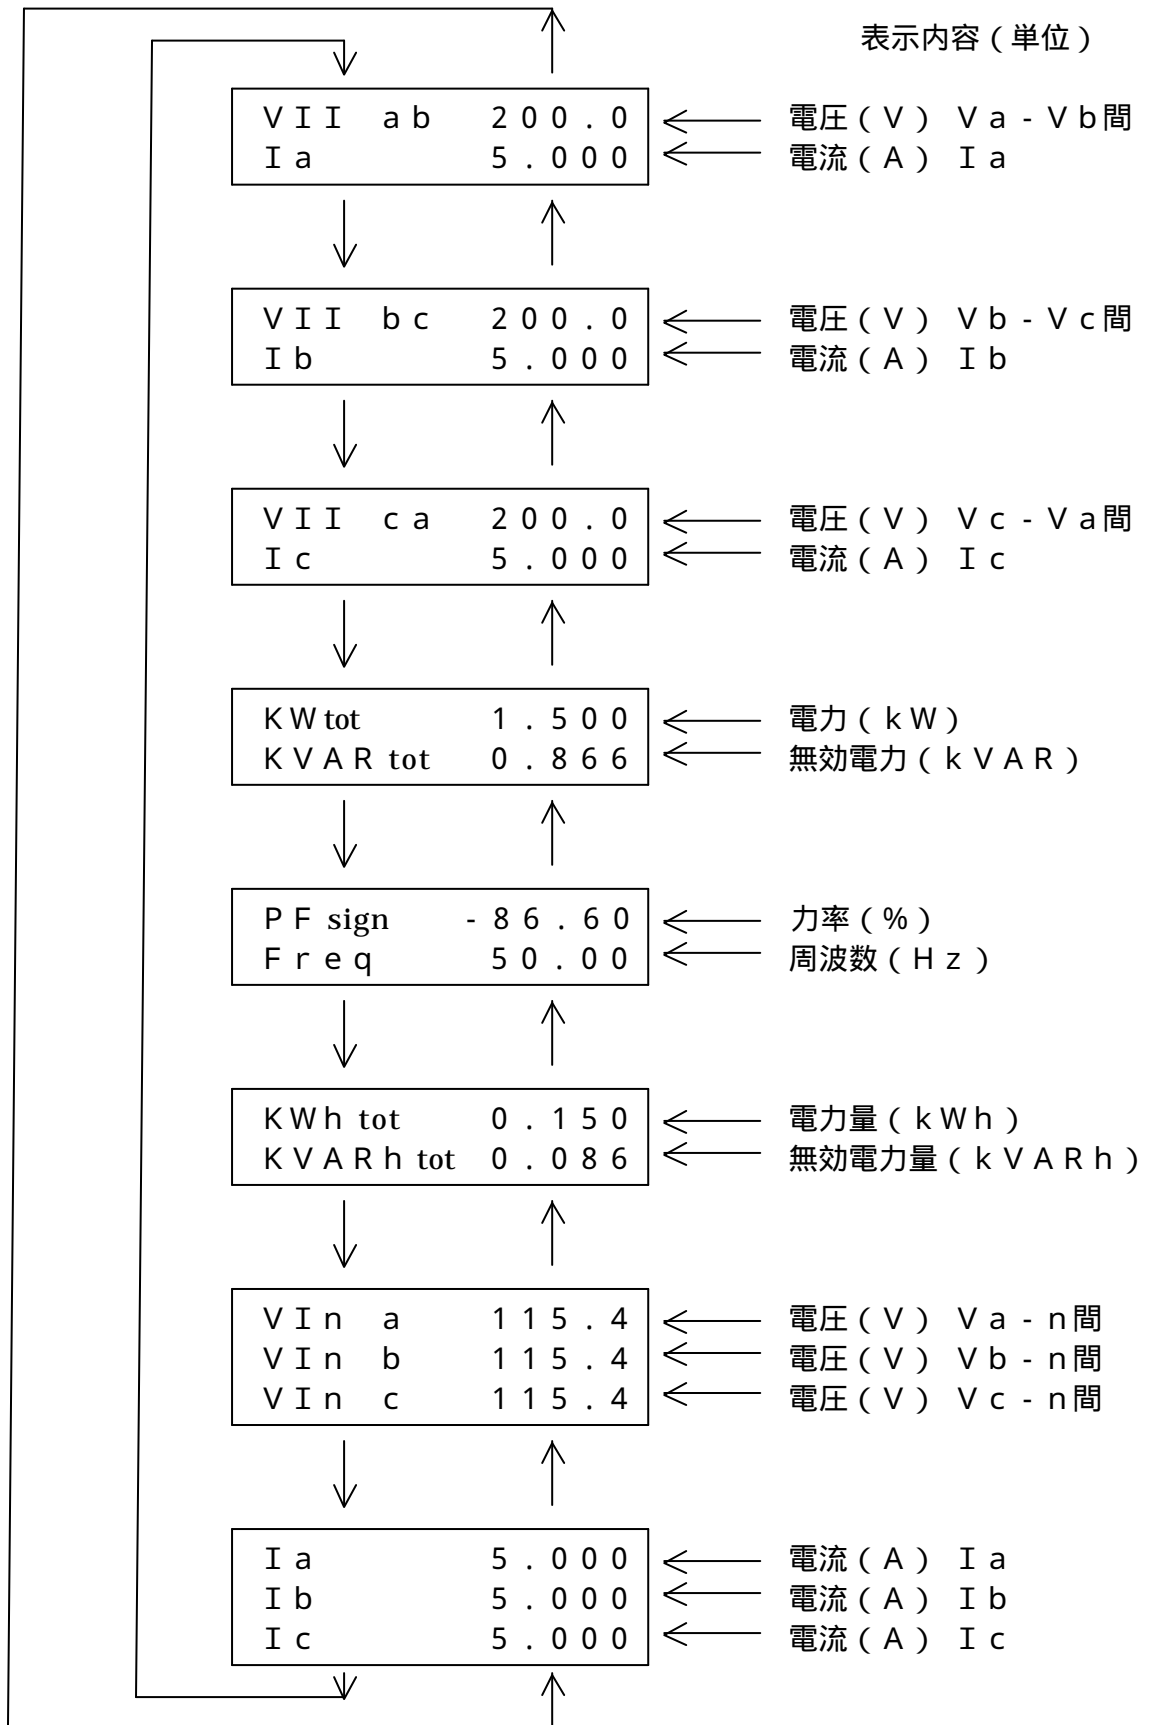 表示内容(単位)
VII ab 200.0 電圧(V) Va-Vb間
Ia 5.000 電流(A) Ia
VII bc 200.0 電圧(V) Vb-Vc間
Ib 5.000 電流(A) Ib
VII ca 200.0 電圧(V) Vc-Va間
Ic 5.000 電流(A) Ic
KW tot 1.500 電力(kW)
KVAR tot 0.866 無効電力(kVAR)
PF sign -86.60 力率(%)
Freq 50.00 周波数(Hz)
KWh tot 0.150 電力量(kWh)
KVARh tot 0.086 無効電力量(kVARh)
VIn a 115.4 電圧(V) Va-n間
VIn b 115.4 電圧(V) Vb-n間
VIn c 115.4 電圧(V) Vc-n間
Ia 5.000 電流(A) Ia
Ib 5.000 電流(A) Ib
Ic 5.000 電流(A) Ic